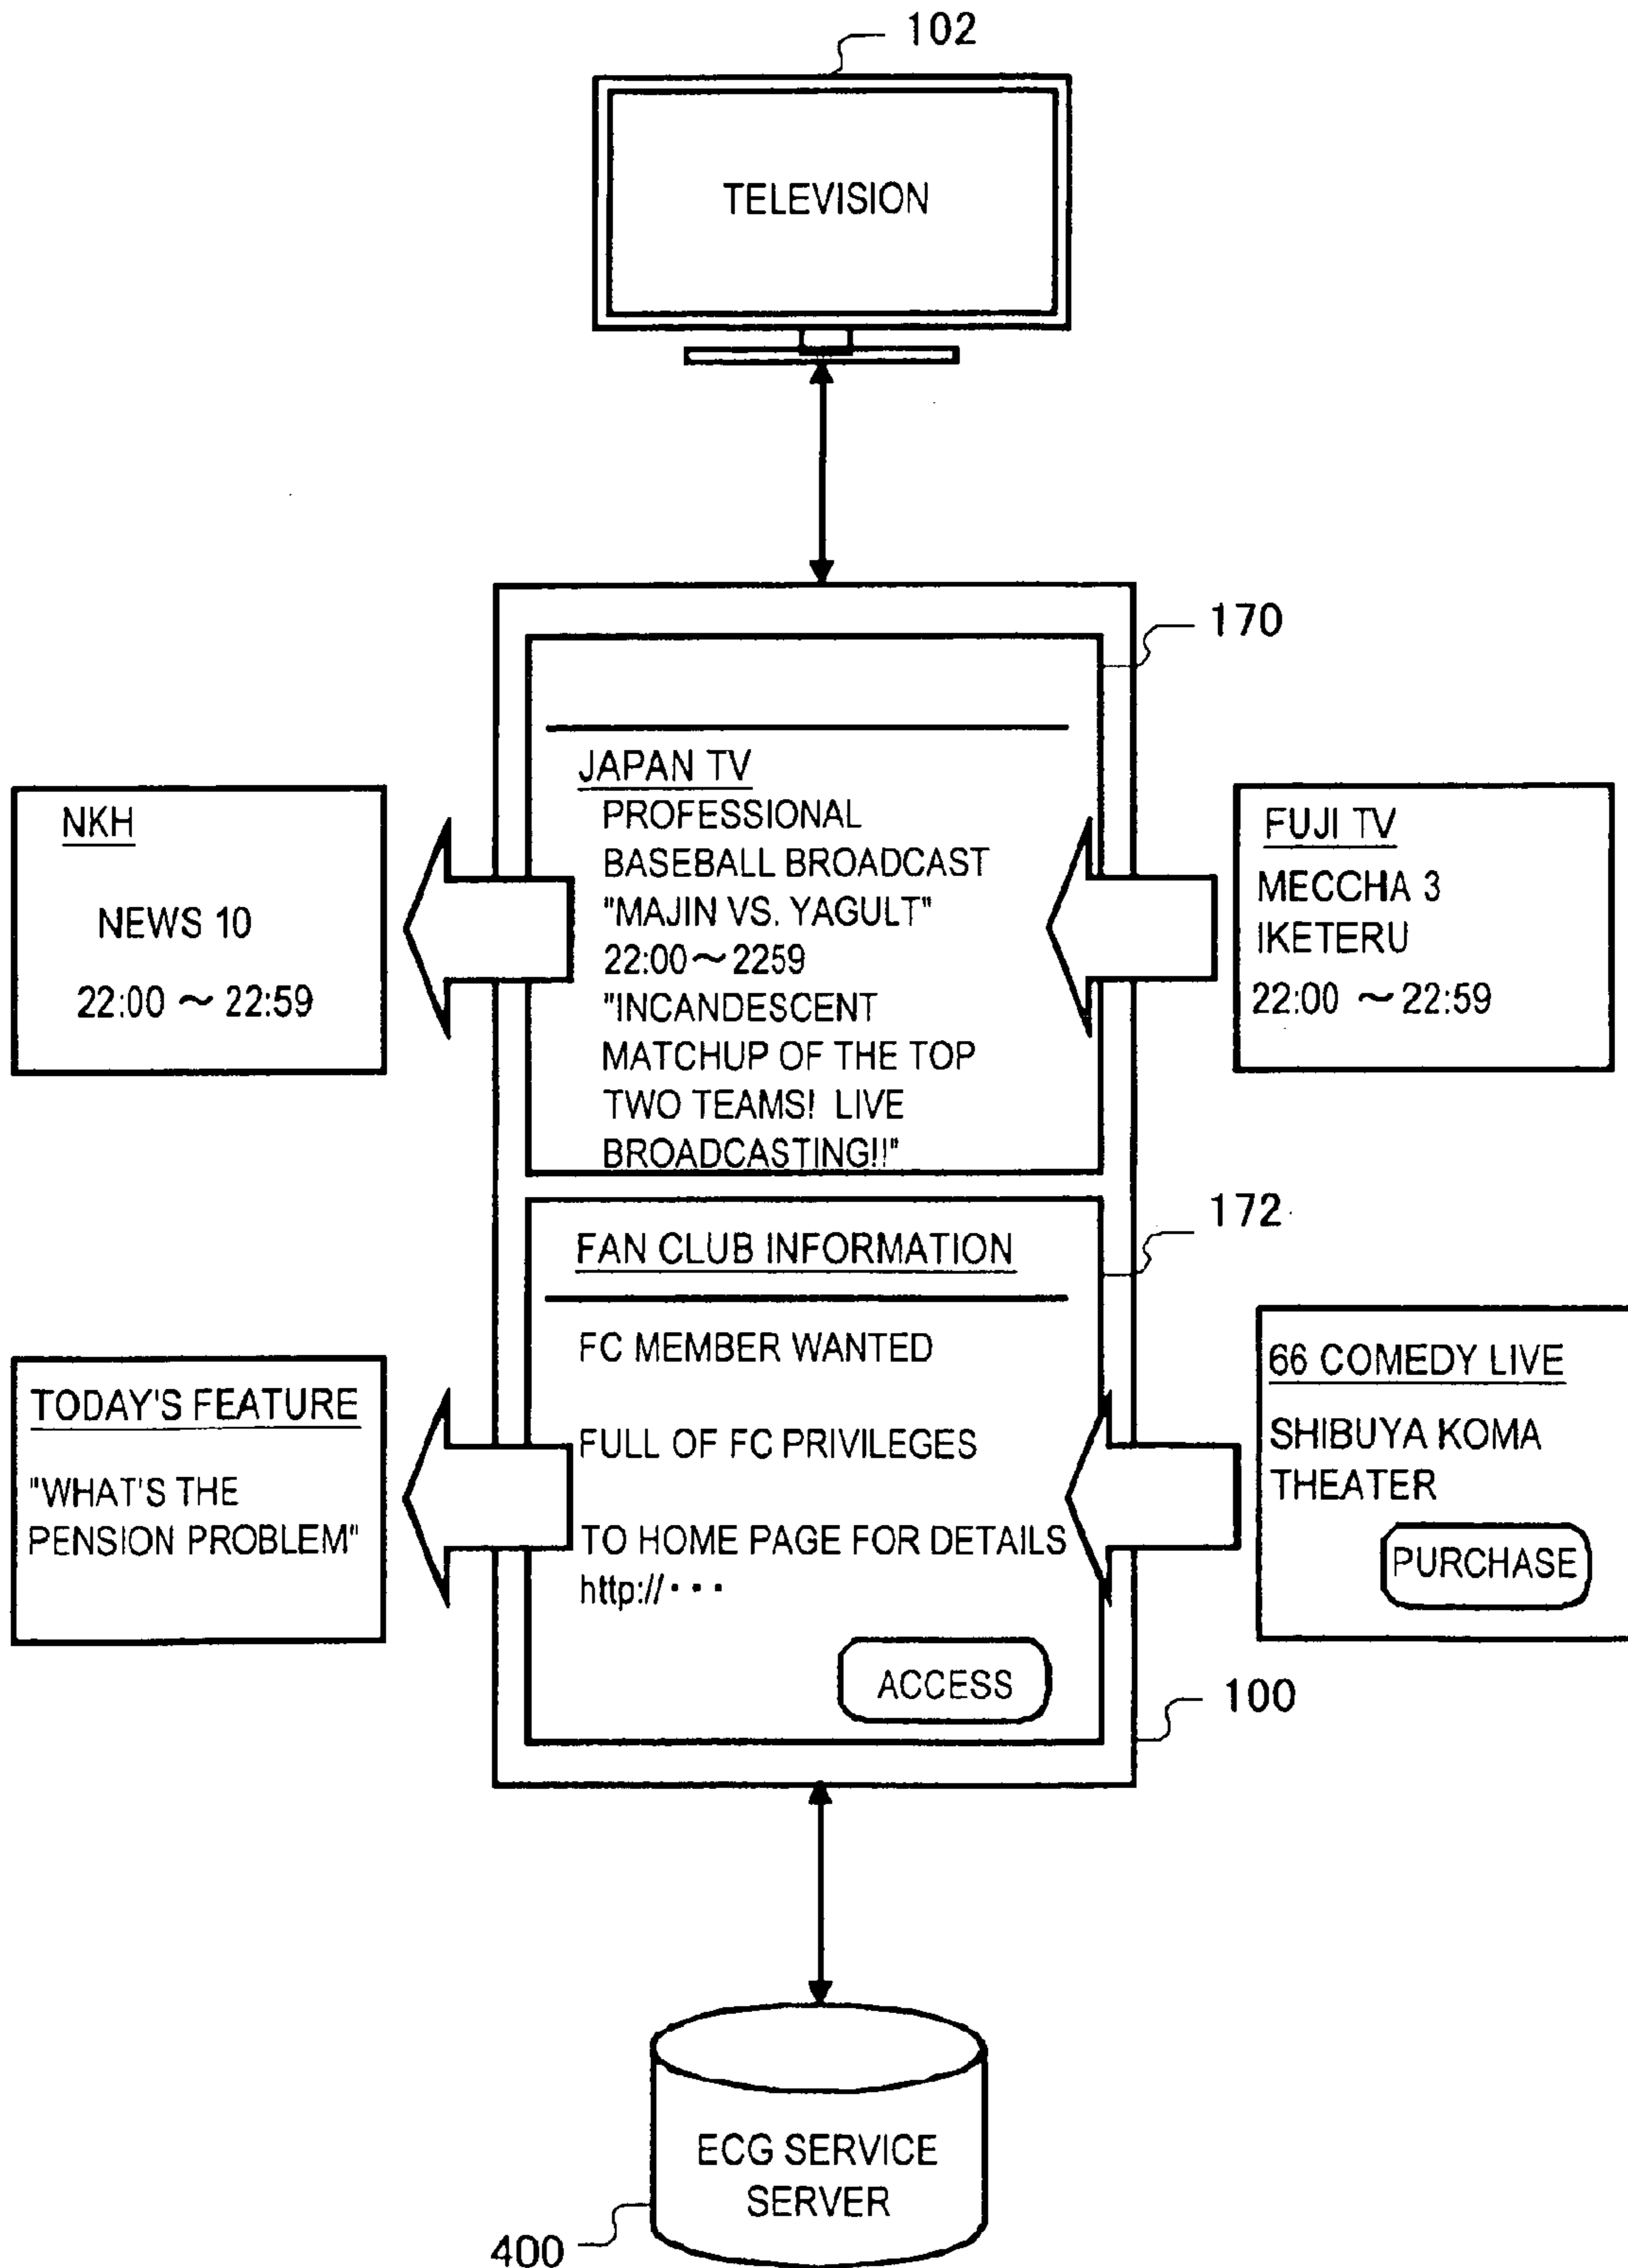 102
TELEVISION
170
JAPAN TV
PROFESSIONAL
BASEBALL BROADCAST
"MAJIN VS. YAGULT"
22:00～2259
"INCANDESCENT
MATCHUP OF THE TOP
TWO TEAMS! LIVE
BROADCASTING!!"
NKH
NEWS 10
22:00 ～ 22:59
FUJI TV
MECCHA 3
IKETERU
22:00 ～ 22:59
172
FAN CLUB INFORMATION
FC MEMBER WANTED
FULL OF FC PRIVILEGES
TO HOME PAGE FOR DETAILS
http://･･･
ACCESS
TODAY'S FEATURE
"WHAT'S THE
PENSION PROBLEM"
66 COMEDY LIVE
SHIBUYA KOMA
THEATER
PURCHASE
100
ECG SERVICE
SERVER
400